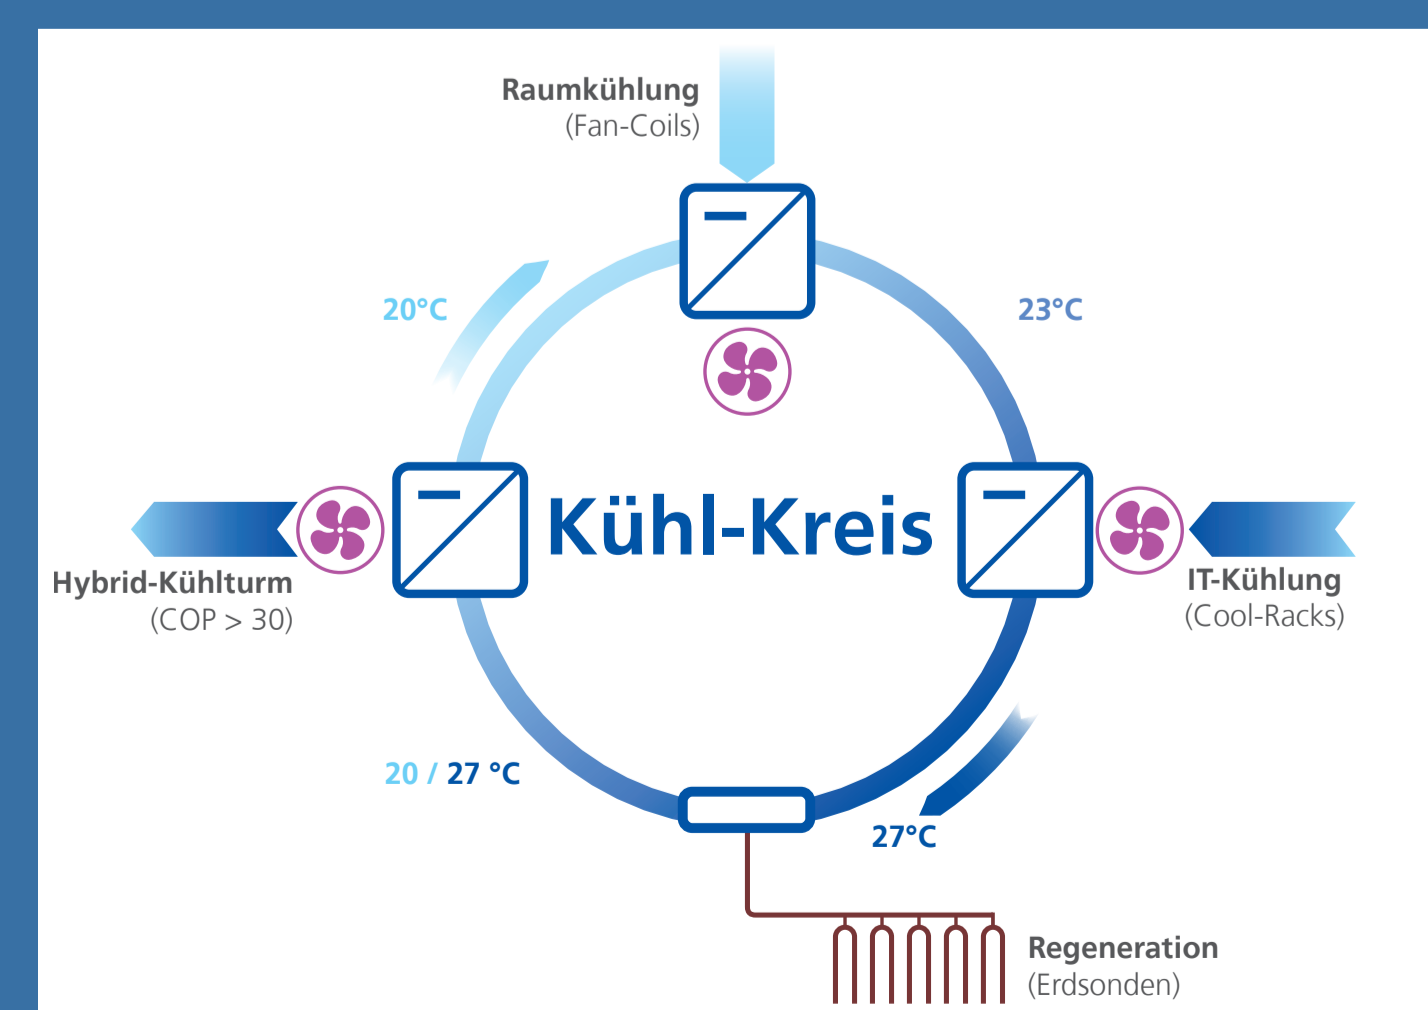 Raumkühlung
(Fan-Coils)
20°C
23°C
Kühl-Kreis
Hybrid-Kühlturm
(COP > 30)
IT-Kühlung
(Cool-Racks)
20 / 27 °C
27°C
Regeneration
(Erdsonden)